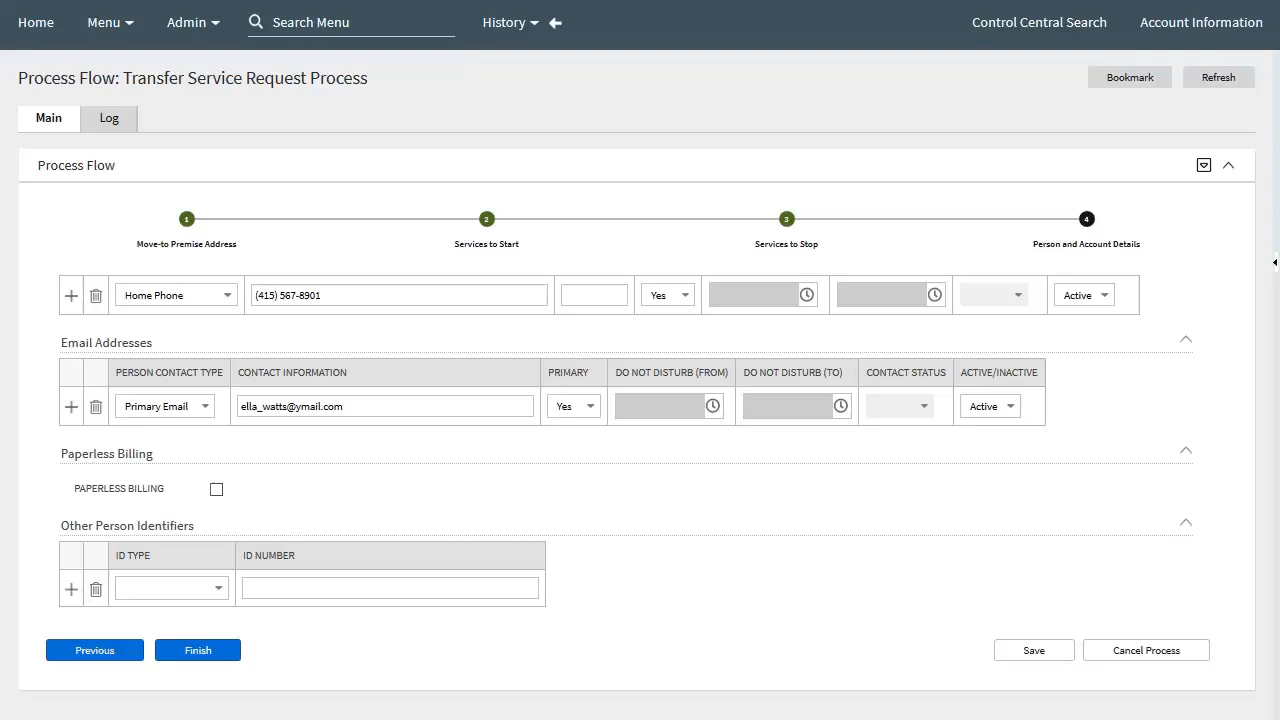 Home Menu Admin Search Menu History Control Central Search Account Information
Process Flow: Transfer Service Request Process Bookmark Refresh
Main Log
Process Flow
1 2 3 4
Move-to Premise Address Services to Start Services to Stop Person and Account Details
Home Phone (415) 567-8901 Yes Active
Email Addresses
PERSON CONTACT TYPE CONTACT INFORMATION PRIMARY DO NOT DISTURB (FROM) DO NOT DISTURB (TO) CONTACT STATUS ACTIVE/INACTIVE
Primary Email ella_watts@ymail.com Yes Active
Paperless Billing
PAPERLESS BILLING
Other Person Identifiers
ID TYPE ID NUMBER
Previous Finish Save Cancel Process